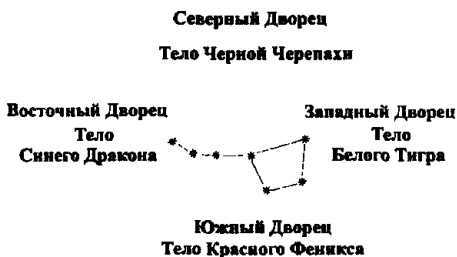 Северный Дворец
Тело Черной Черепахи
Восточный Дворец
Тело
Синего Дракона
Западный Дворец
Тело
Белого Тигра
Южный Дворец
Тело Красного Феникса